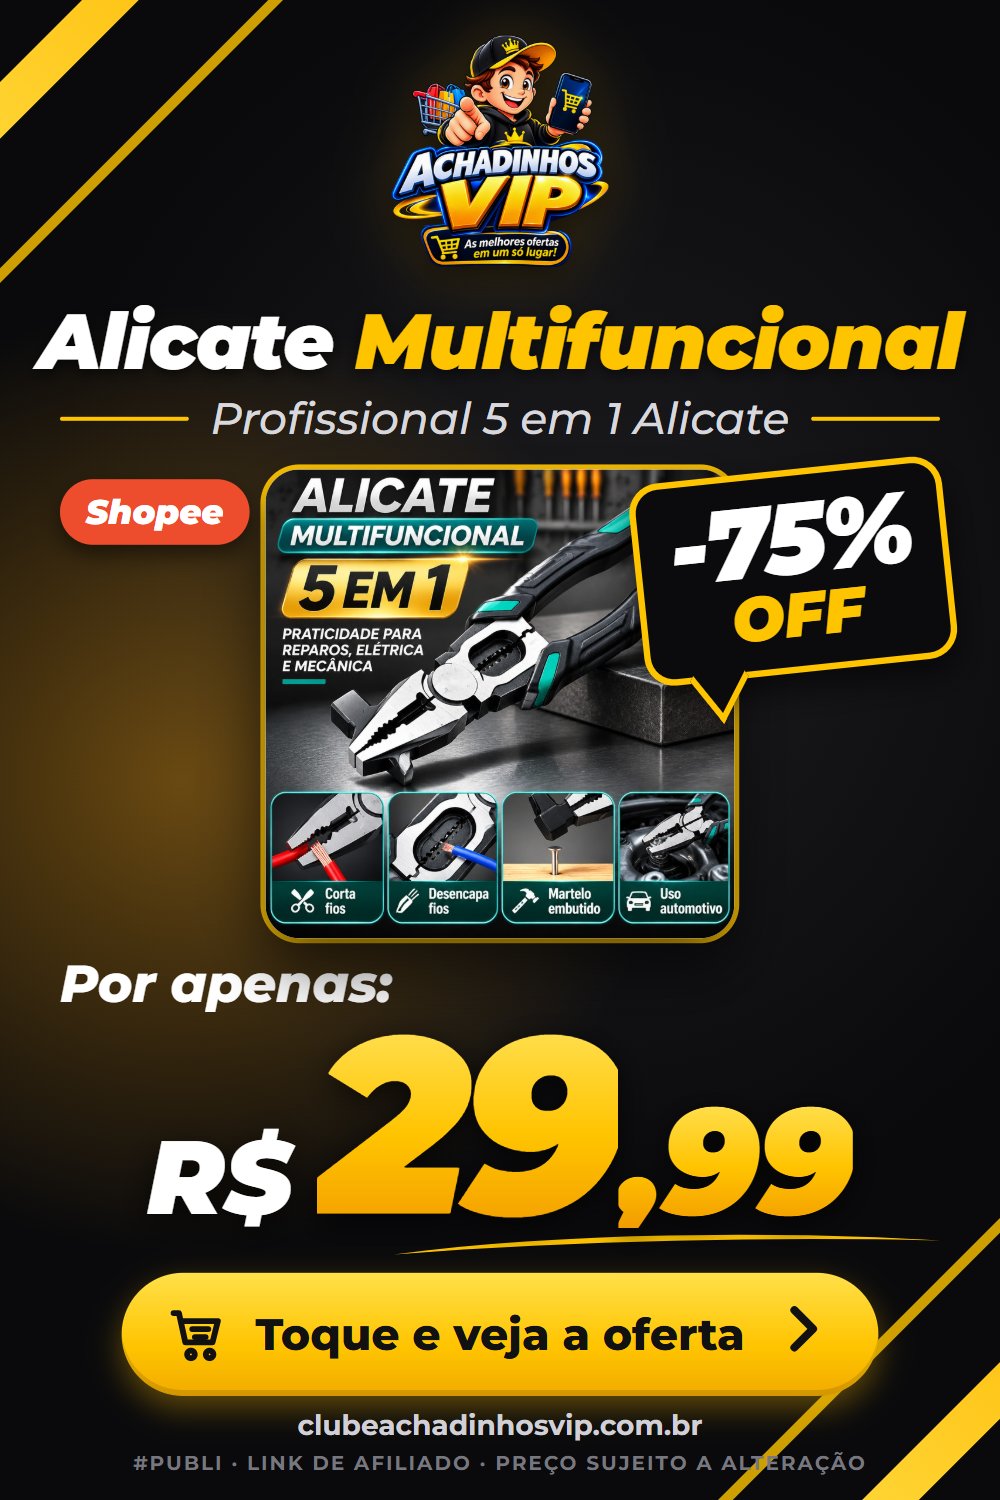 ACHADINHOS
VIP
As melhores ofertas
em um só lugar!
Alicate Multifuncional
Profissional 5 em 1 Alicate
Shopee
ALICATE
MULTIFUNCIONAL
5 EM 1
PRATICIDADE PARA
REPAROS, ELÉTRICA
E MECÂNICA
-75%
OFF
Corta
fios
Desencapa
fios
Martelo
embutido
Uso
automotivo
Por apenas:
R$ 29,99
Toque e veja a oferta
clubeachadinhosvip.com.br
#PUBLI · LINK DE AFILIADO · PREÇO SUJEITO A ALTERAÇÃO